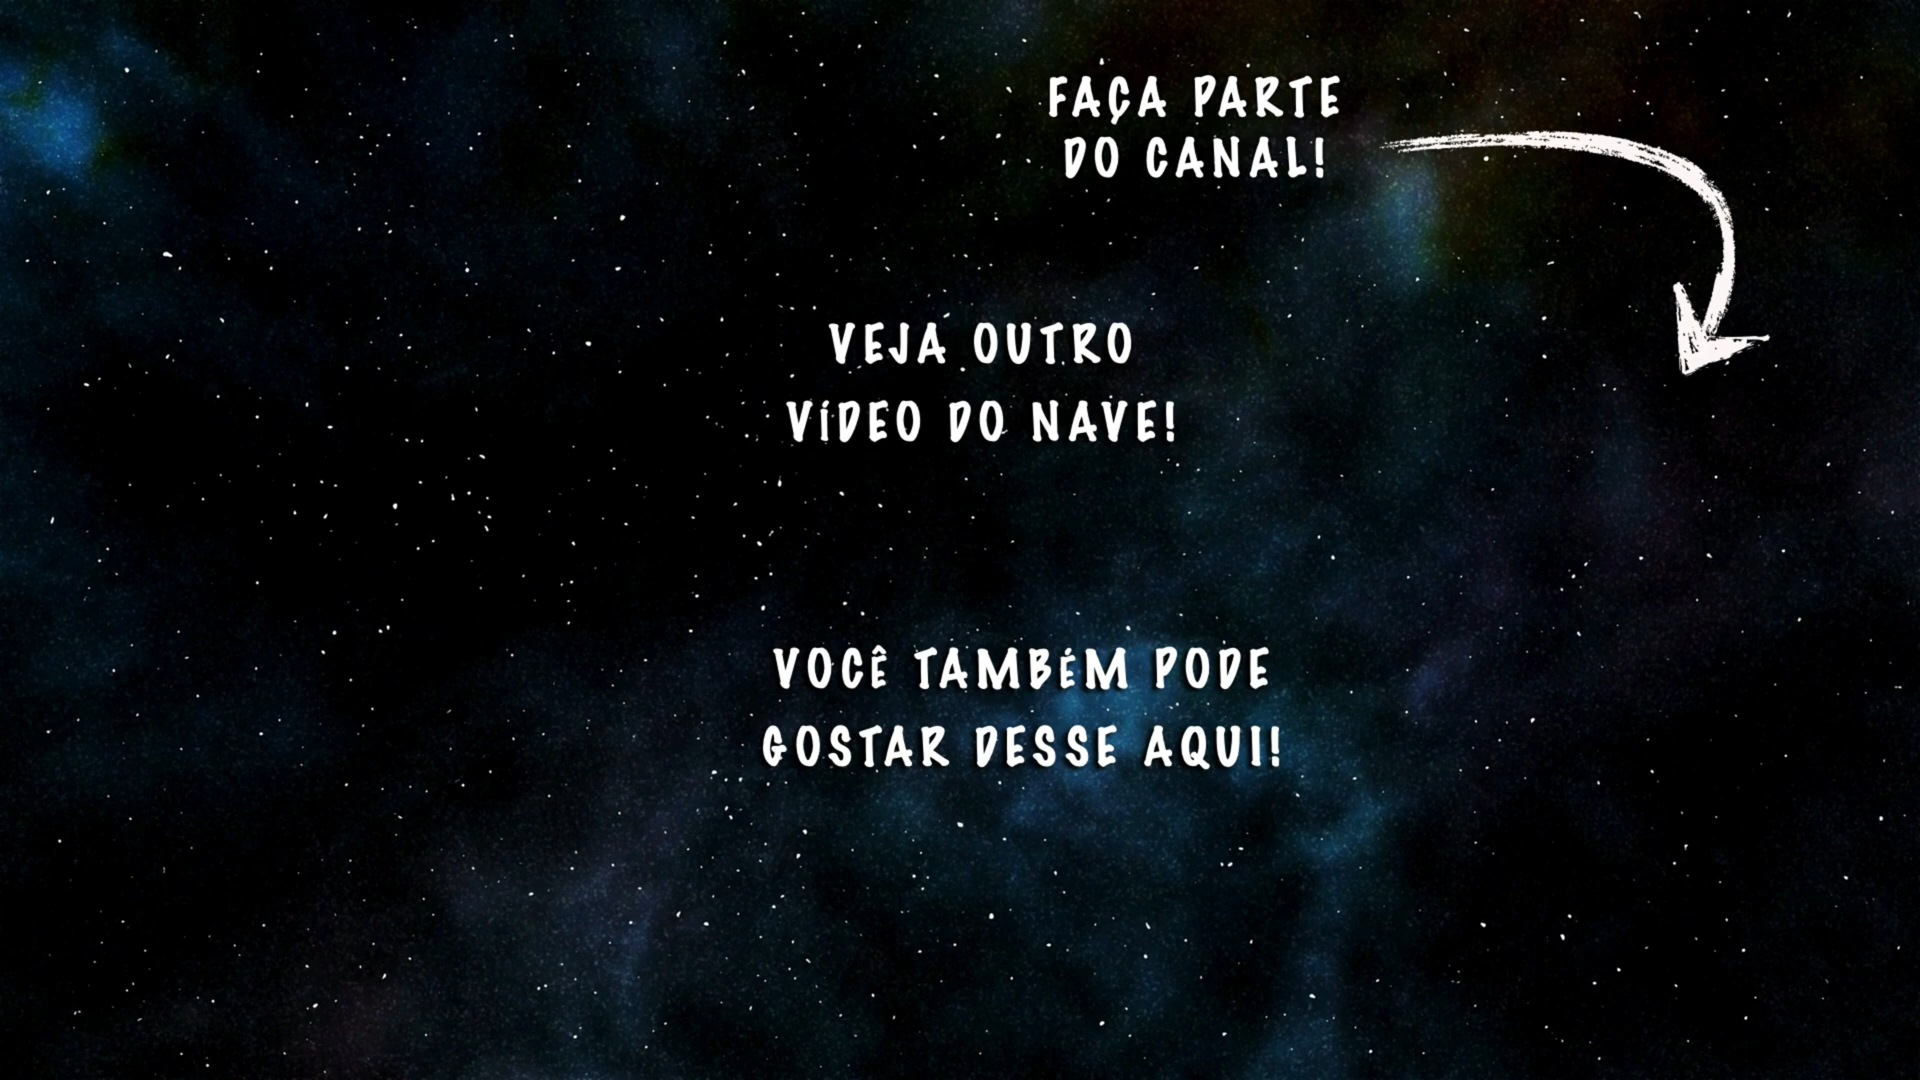 FAÇA PARTE
DO CANAL!
VEJA OUTRO
VÍDEO DO NAVE!
VOCÊ TAMBÉM PODE
GOSTAR DESSE AQUI!